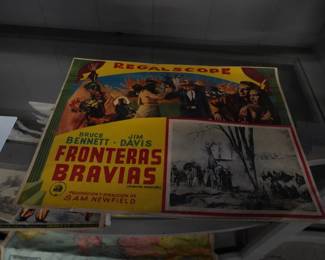 REGALSCOPE
BRUCE BENNETT · JIM DAVIS
FRONTERAS
BRAVIAS
PRODUCCION Y DIRECCION DE
SAM NEWFIELD